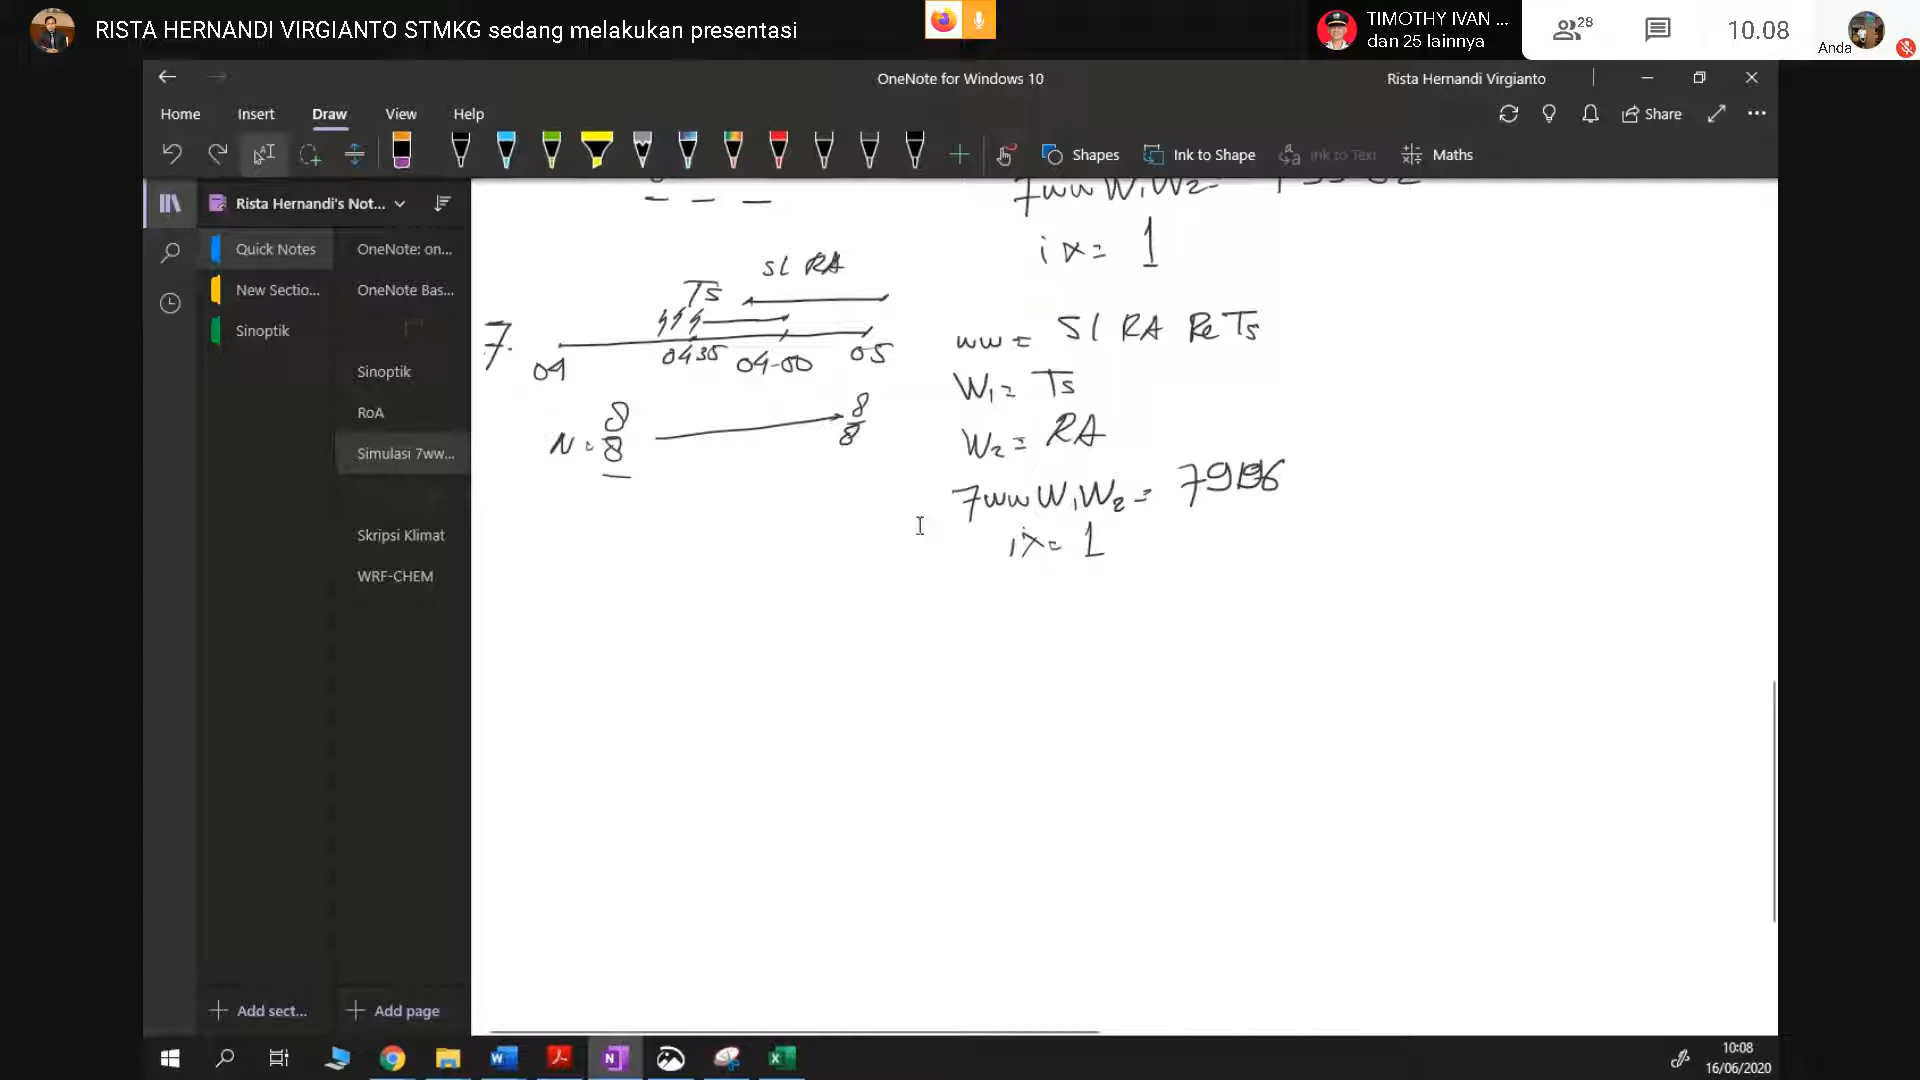 RISTA HERNANDI VIRGIANTO STMKG sedang melakukan presentasi
TIMOTHY IVAN ...
dan 25 lainnya
28
10.08
Anda
OneNote for Windows 10
Rista Hernandi Virgianto
Home Insert Draw View Help
Share
Shapes Ink to Shape Ink to Text Maths
Rista Hernandi's Not...
Quick Notes
New Sectio...
Sinoptik
OneNote: on...
OneNote Bas...
Sinoptik
RoA
Simulasi 7ww...
Skripsi Klimat
WRF-CHEM
Add sect...
Add page
7wwW1W2=
ix= 1
Sl RA
Ts
7.
04 0435 04-50 05
N = 8/8 8/8
ww = Sl RA Re Ts
W1= Ts
W2= RA
7wwW1W2=
ix= 1
10:08
16/06/2020